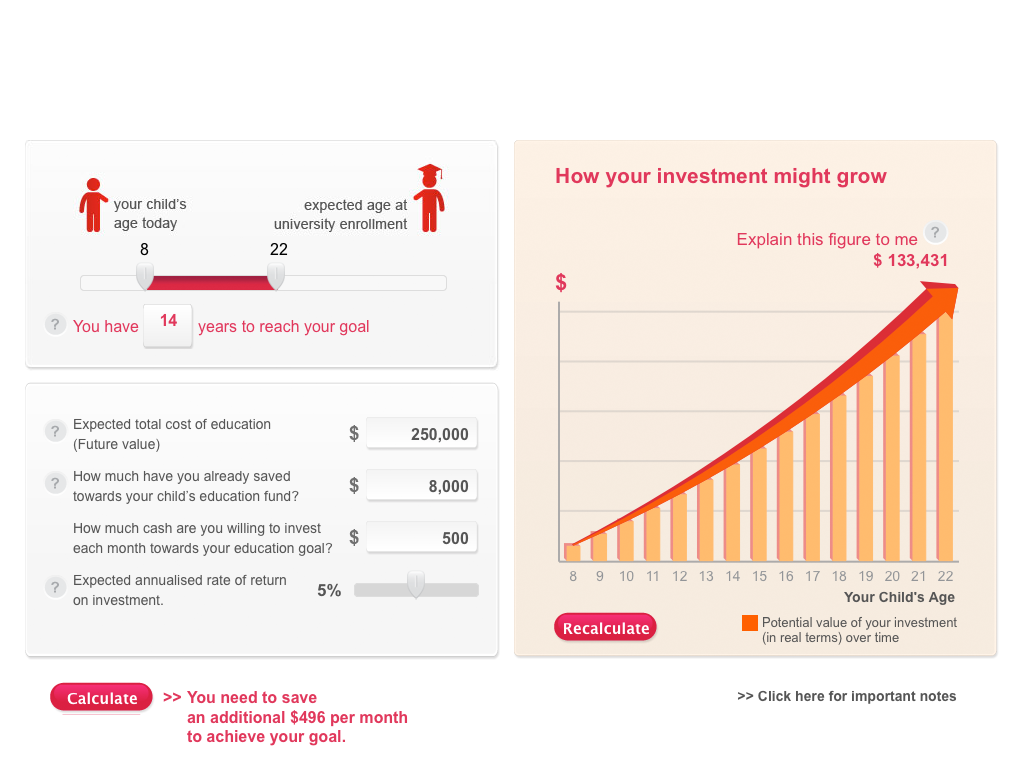 your child's
age today
expected age at
university enrollment
8
22
? You have 14 years to reach your goal
? Expected total cost of education
(Future value)
$ 250,000
? How much have you already saved
towards your child's education fund?
$ 8,000
How much cash are you willing to invest
each month towards your education goal?
$ 500
? Expected annualised rate of return
on investment.
5%
Calculate
>> You need to save
an additional $496 per month
to achieve your goal.
How your investment might grow
Explain this figure to me ?
$ 133,431
$
8 9 10 11 12 13 14 15 16 17 18 19 20 21 22
Your Child's Age
Recalculate
Potential value of your investment
(in real terms) over time
>> Click here for important notes